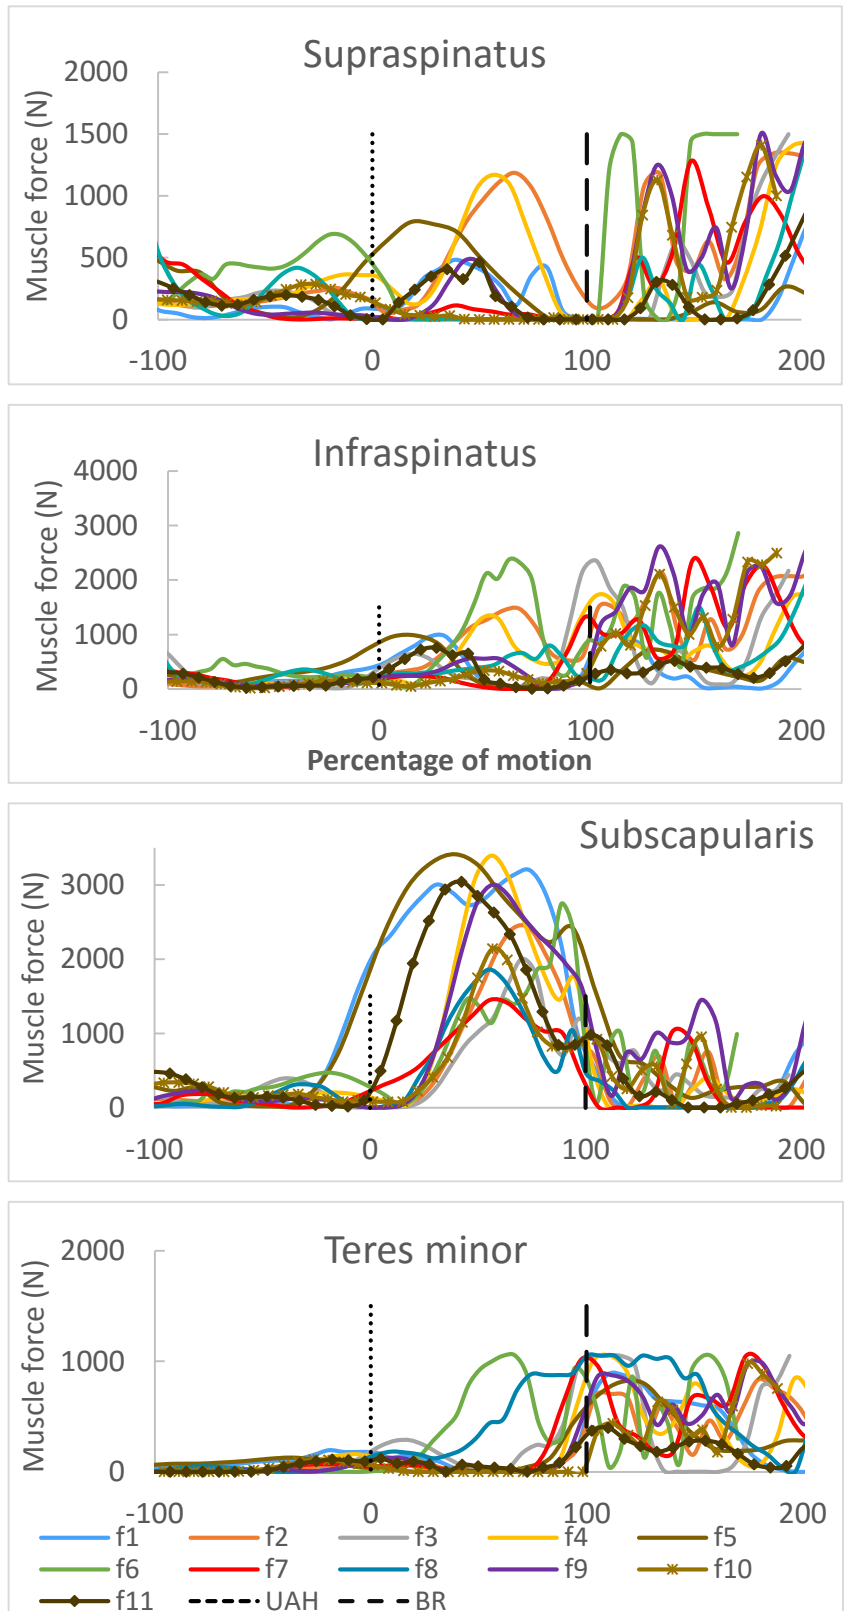 Supraspinatus
Muscle force (N)
2000
1500
1000
500
0
-100 0 100 200
Infraspinatus
Muscle force (N)
4000
3000
2000
1000
0
-100 0 100 200
Percentage of motion
Subscapularis
Muscle force (N)
3000
2000
1000
0
-100 0 100 200
Teres minor
Muscle force (N)
2000
1000
0
-100 0 100 200
f1 f2 f3 f4 f5
f6 f7 f8 f9 f10
f11 UAH BR